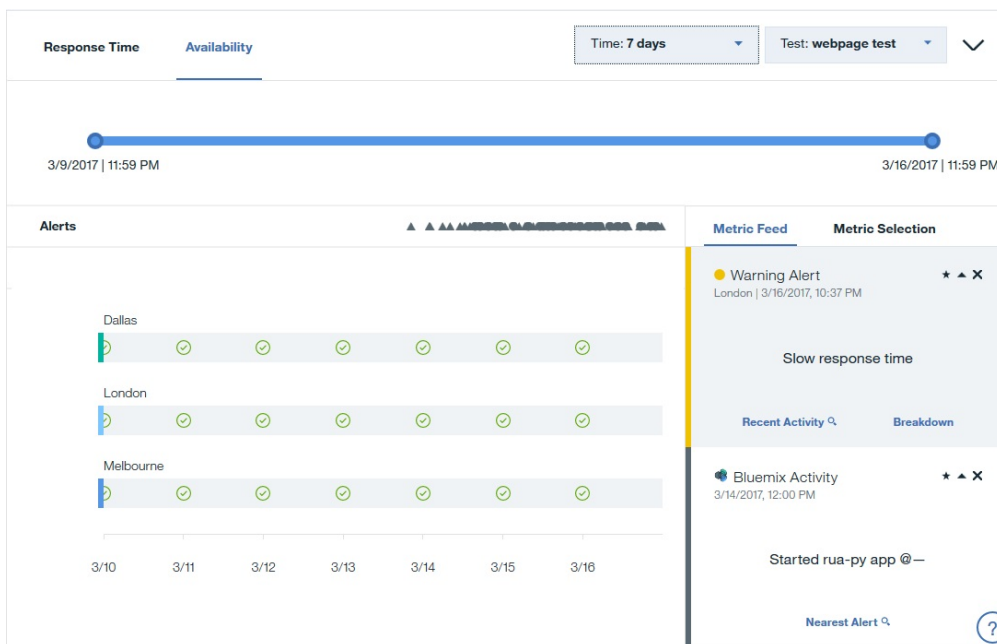 Response Time Availability Time: 7 days Test: webpage test
3/9/2017 | 11:59 PM 3/16/2017 | 11:59 PM
Alerts Metric Feed Metric Selection
Warning Alert
London | 3/16/2017, 10:37 PM
Dallas
Slow response time
London
Recent Activity Breakdown
Melbourne
Bluemix Activity
3/14/2017, 12:00 PM
Started rua-py app @—
3/10 3/11 3/12 3/13 3/14 3/15 3/16
Nearest Alert
?